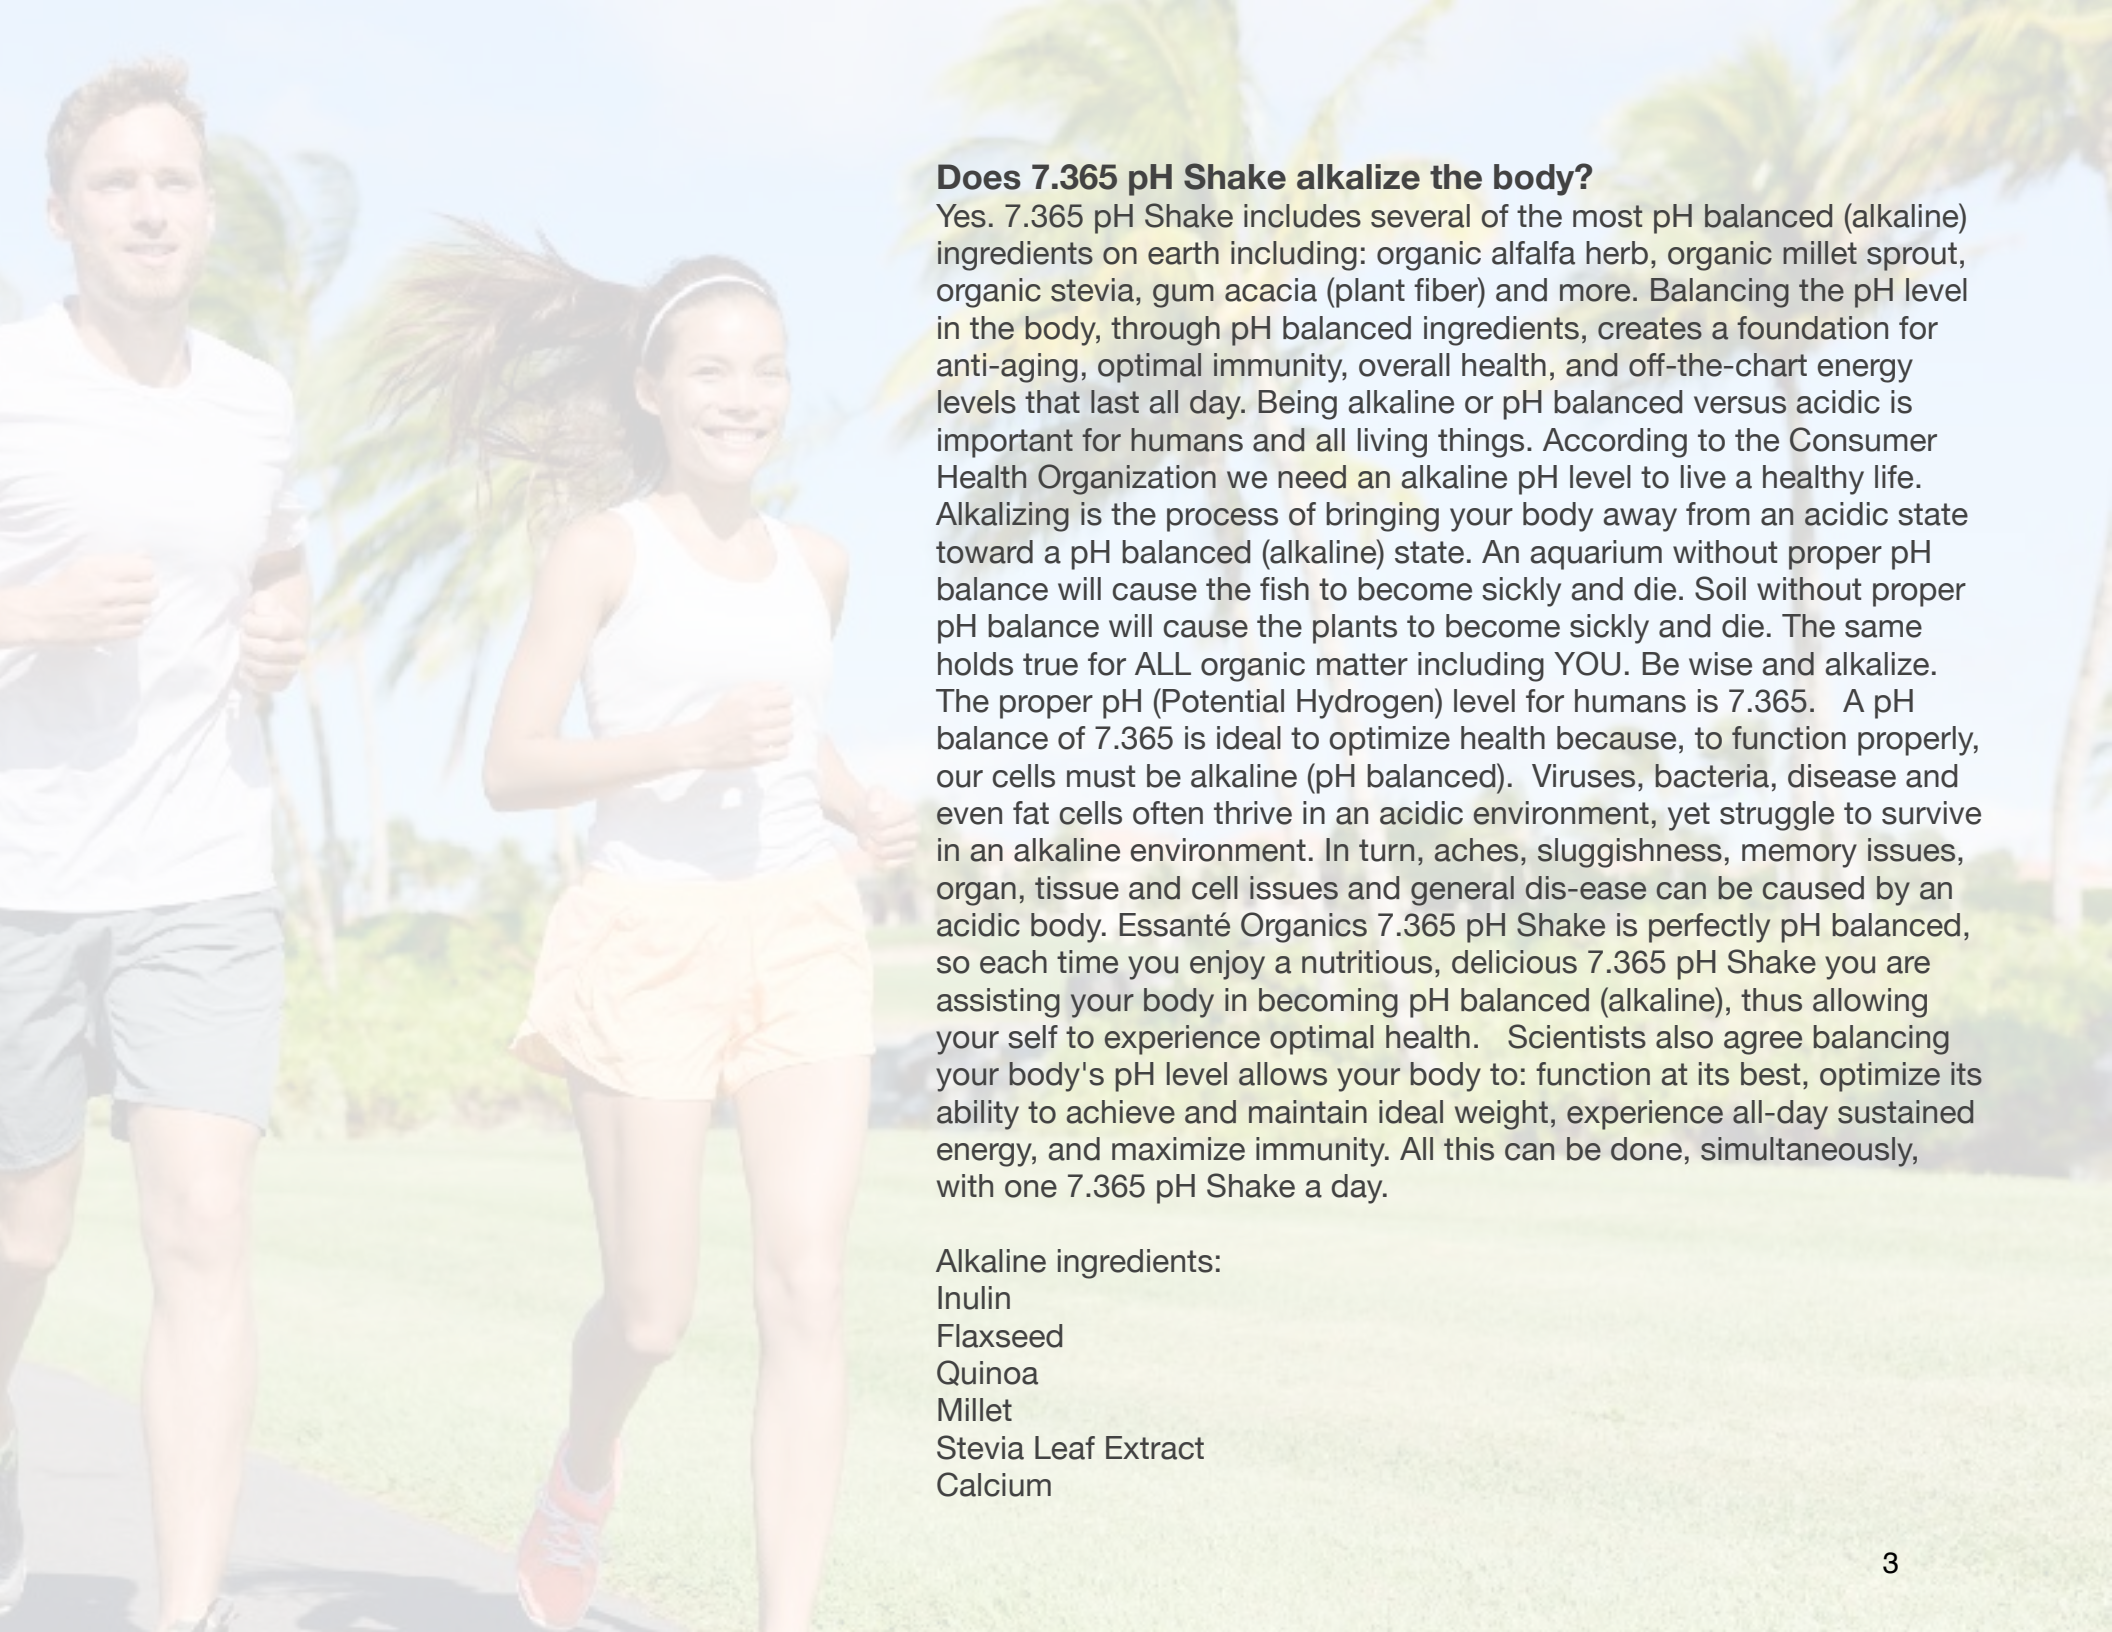 Does 7.365 pH Shake alkalize the body?
Yes. 7.365 pH Shake includes several of the most pH balanced (alkaline)
ingredients on earth including: organic alfalfa herb, organic millet sprout,
organic stevia, gum acacia (plant fiber) and more. Balancing the pH level
in the body, through pH balanced ingredients, creates a foundation for
anti-aging, optimal immunity, overall health, and off-the-chart energy
levels that last all day. Being alkaline or pH balanced versus acidic is
important for humans and all living things. According to the Consumer
Health Organization we need an alkaline pH level to live a healthy life.
Alkalizing is the process of bringing your body away from an acidic state
toward a pH balanced (alkaline) state. An aquarium without proper pH
balance will cause the fish to become sickly and die. Soil without proper
pH balance will cause the plants to become sickly and die. The same
holds true for ALL organic matter including YOU. Be wise and alkalize.
The proper pH (Potential Hydrogen) level for humans is 7.365.   A pH
balance of 7.365 is ideal to optimize health because, to function properly,
our cells must be alkaline (pH balanced).  Viruses, bacteria, disease and
even fat cells often thrive in an acidic environment, yet struggle to survive
in an alkaline environment. In turn, aches, sluggishness, memory issues,
organ, tissue and cell issues and general dis-ease can be caused by an
acidic body. Essanté Organics 7.365 pH Shake is perfectly pH balanced,
so each time you enjoy a nutritious, delicious 7.365 pH Shake you are
assisting your body in becoming pH balanced (alkaline), thus allowing
your self to experience optimal health.   Scientists also agree balancing
your body's pH level allows your body to: function at its best, optimize its
ability to achieve and maintain ideal weight, experience all-day sustained
energy, and maximize immunity. All this can be done, simultaneously,
with one 7.365 pH Shake a day.
Alkaline ingredients:
Inulin
Flaxseed
Quinoa
Millet
Stevia Leaf Extract
Calcium
3